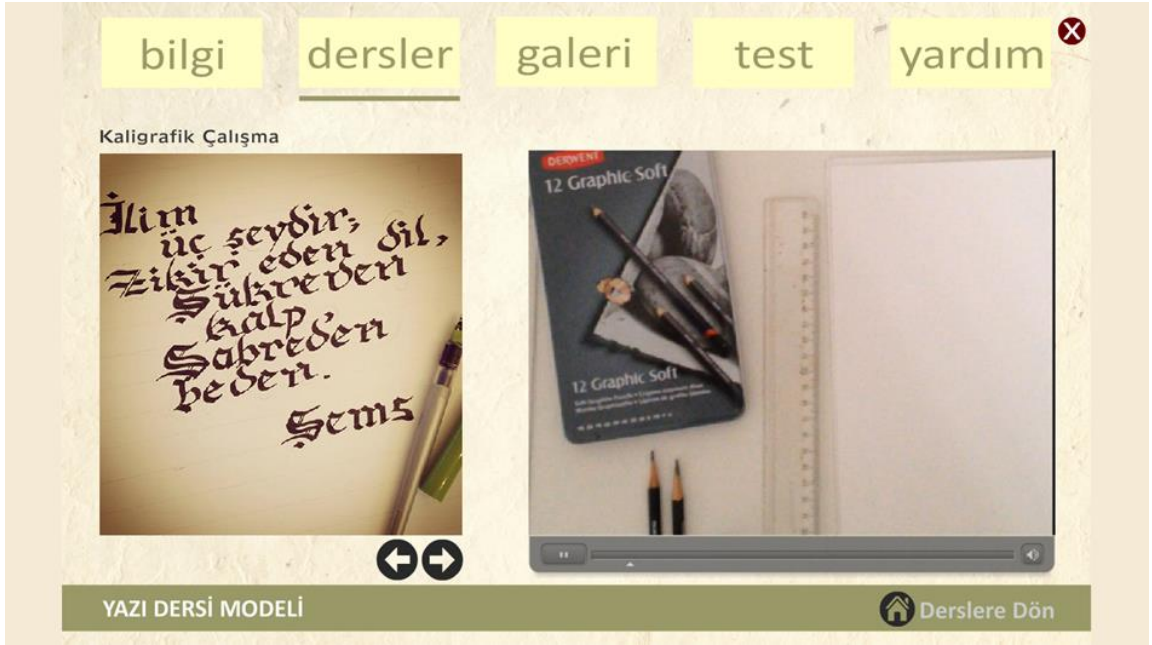 bilgi dersler galeri test yardım
Kaligrafik Çalışma
İlim
üç şeydir;
Zikir eden dil,
Şükreden
kalp,
Sabreden
beden.
Şems
DERWENT
12 Graphic Soft
12 Graphic Soft
YAZI DERSİ MODELİ
Derslere Dön